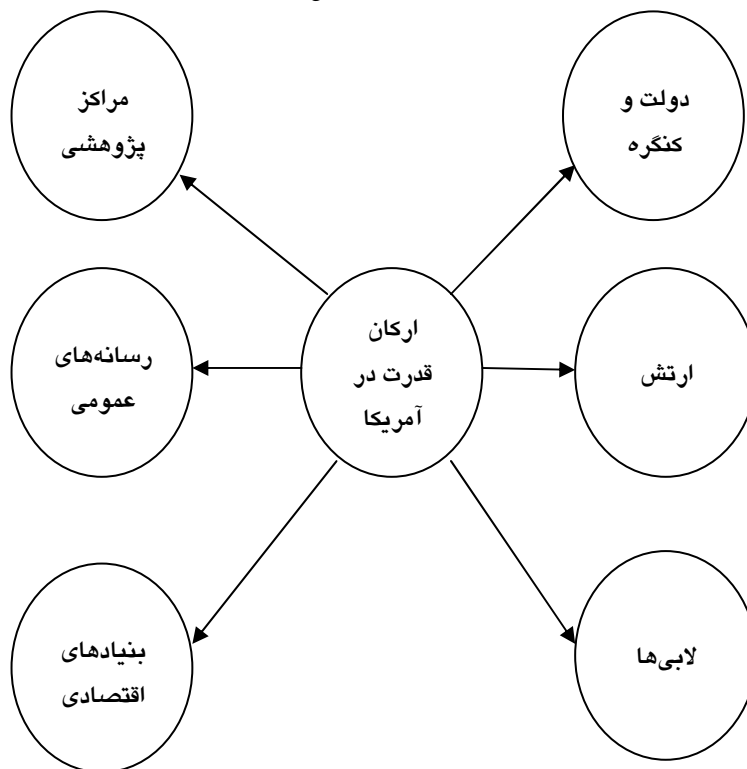 دولت و
کنگره
مراکز
پژوهشی
ارکان
قدرت در
آمریکا
ارتش
رسانه‌های
عمومی
لابی‌ها
بنیادهای
اقتصادی